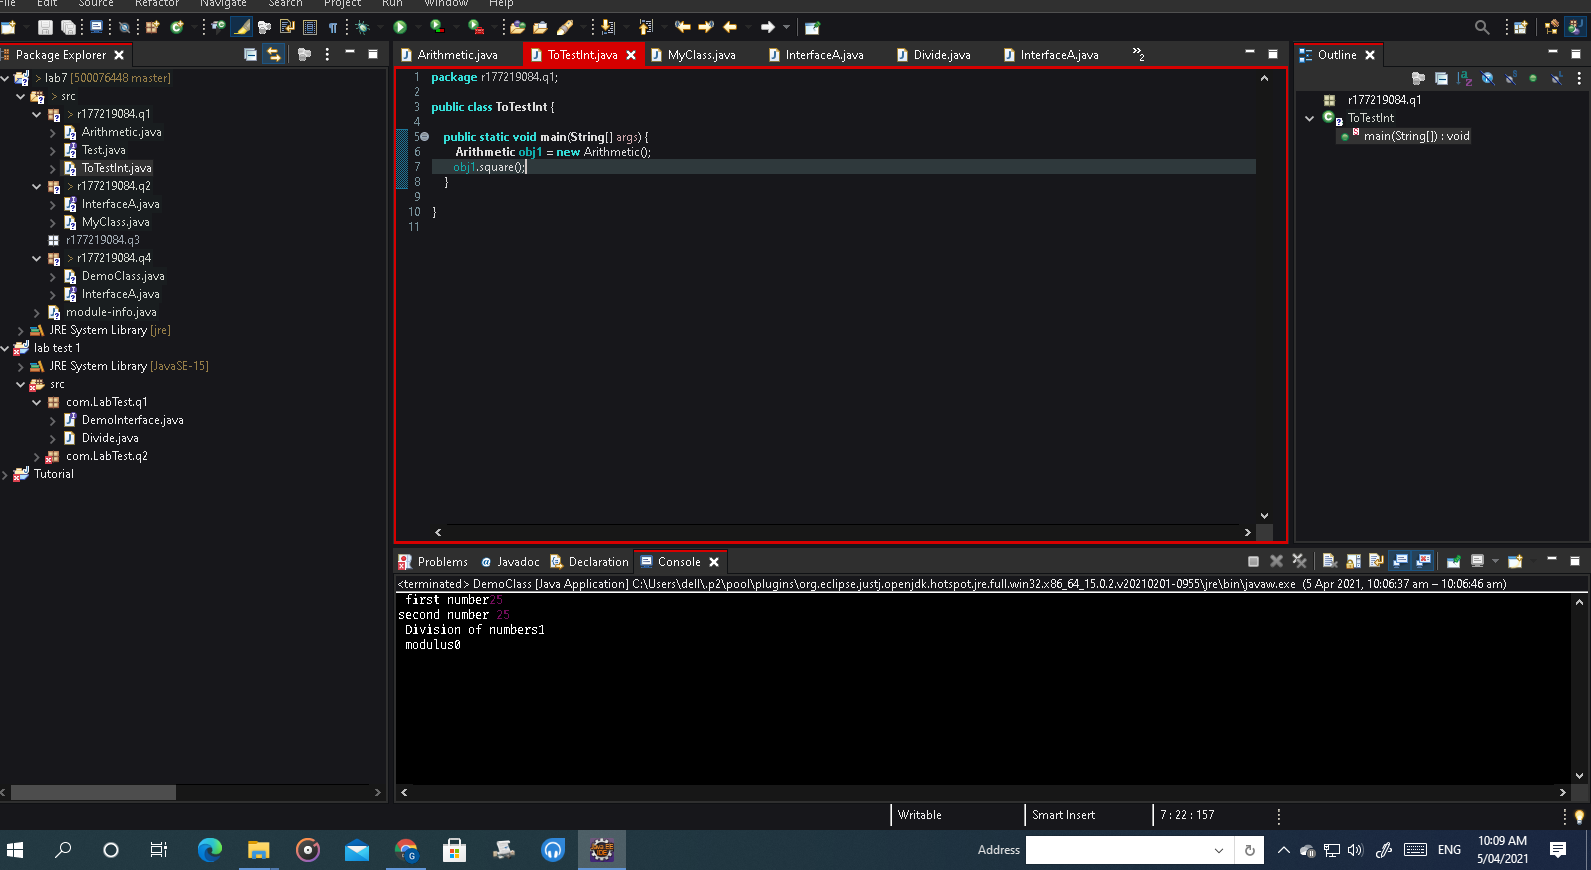 File Edit Source Refactor Navigate Search Project Run Window Help
Package Explorer
> lab7 [500076448 master]
> src
> r177219084.q1
Arithmetic.java
Test.java
ToTestInt.java
> r177219084.q2
InterfaceA.java
MyClass.java
r177219084.q3
> r177219084.q4
DemoClass.java
InterfaceA.java
module-info.java
JRE System Library [jre]
lab test 1
JRE System Library [JavaSE-15]
src
com.LabTest.q1
DemoInterface.java
Divide.java
com.LabTest.q2
Tutorial
Arithmetic.java ToTestInt.java MyClass.java InterfaceA.java Divide.java InterfaceA.java »2
1 package r177219084.q1;
2
3 public class ToTestInt {
4
5 public static void main(String[] args) {
6 Arithmetic obj1 = new Arithmetic();
7 obj1.square();
8 }
9
10 }
11
Outline
r177219084.q1
ToTestInt
main(String[]) : void
Problems @ Javadoc Declaration Console
<terminated> DemoClass [Java Application] C:\Users\dell\.p2\pool\plugins\org.eclipse.justj.openjdk.hotspot.jre.full.win32.x86_64_15.0.2.v20210201-0955\jre\bin\javaw.exe (5 Apr 2021, 10:06:37 am – 10:06:46 am)
first number25
second number 25
Division of numbers1
modulus0
Writable Smart Insert 7 : 22 : 157
Address
ENG
10:09 AM
5/04/2021